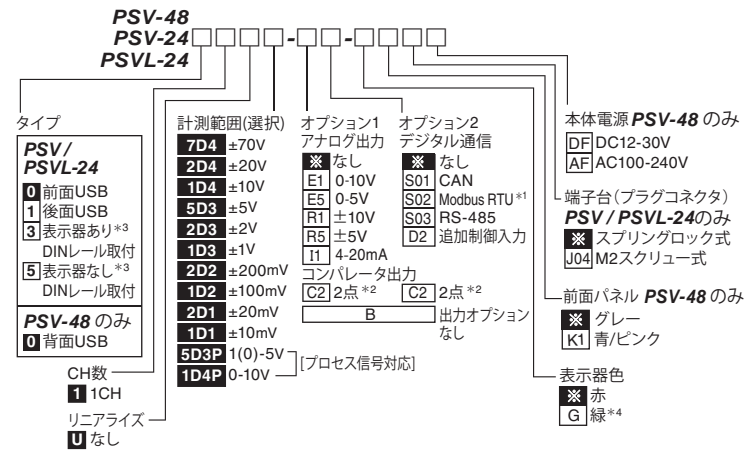 PSV-48
PSV-24□□□□-□□-□□□□
PSVL-24
タイプ
PSV /
PSVL-24
0 前面USB
1 後面USB
3 表示器あり*3
DINレール取付
5 表示器なし*3
DINレール取付
PSV-48 のみ
0 背面USB
CH数
1 1CH
リニアライズ
U なし
計測範囲(選択)
7D4 ±70V
2D4 ±20V
1D4 ±10V
5D3 ±5V
2D3 ±2V
1D3 ±1V
2D2 ±200mV
1D2 ±100mV
2D1 ±20mV
1D1 ±10mV
5D3P 1(0)-5V
1D4P 0-10V
[プロセス信号対応]
オプション1
アナログ出力
※ なし
E1 0-10V
E5 0-5V
R1 ±10V
R5 ±5V
I1 4-20mA
コンパレータ出力
C2 2点*2
オプション2
デジタル通信
※ なし
S01 CAN
S02 Modbus RTU*1
S03 RS-485
D2 追加制御入力
C2 2点*2
B 出力オプション
なし
本体電源 PSV-48 のみ
DF DC12-30V
AF AC100-240V
端子台(プラグコネクタ)
PSV / PSVL-24のみ
※ スプリングロック式
J04 M2スクリュー式
前面パネル PSV-48 のみ
※ グレー
K1 青/ピンク
表示器色
※ 赤
G 緑*4